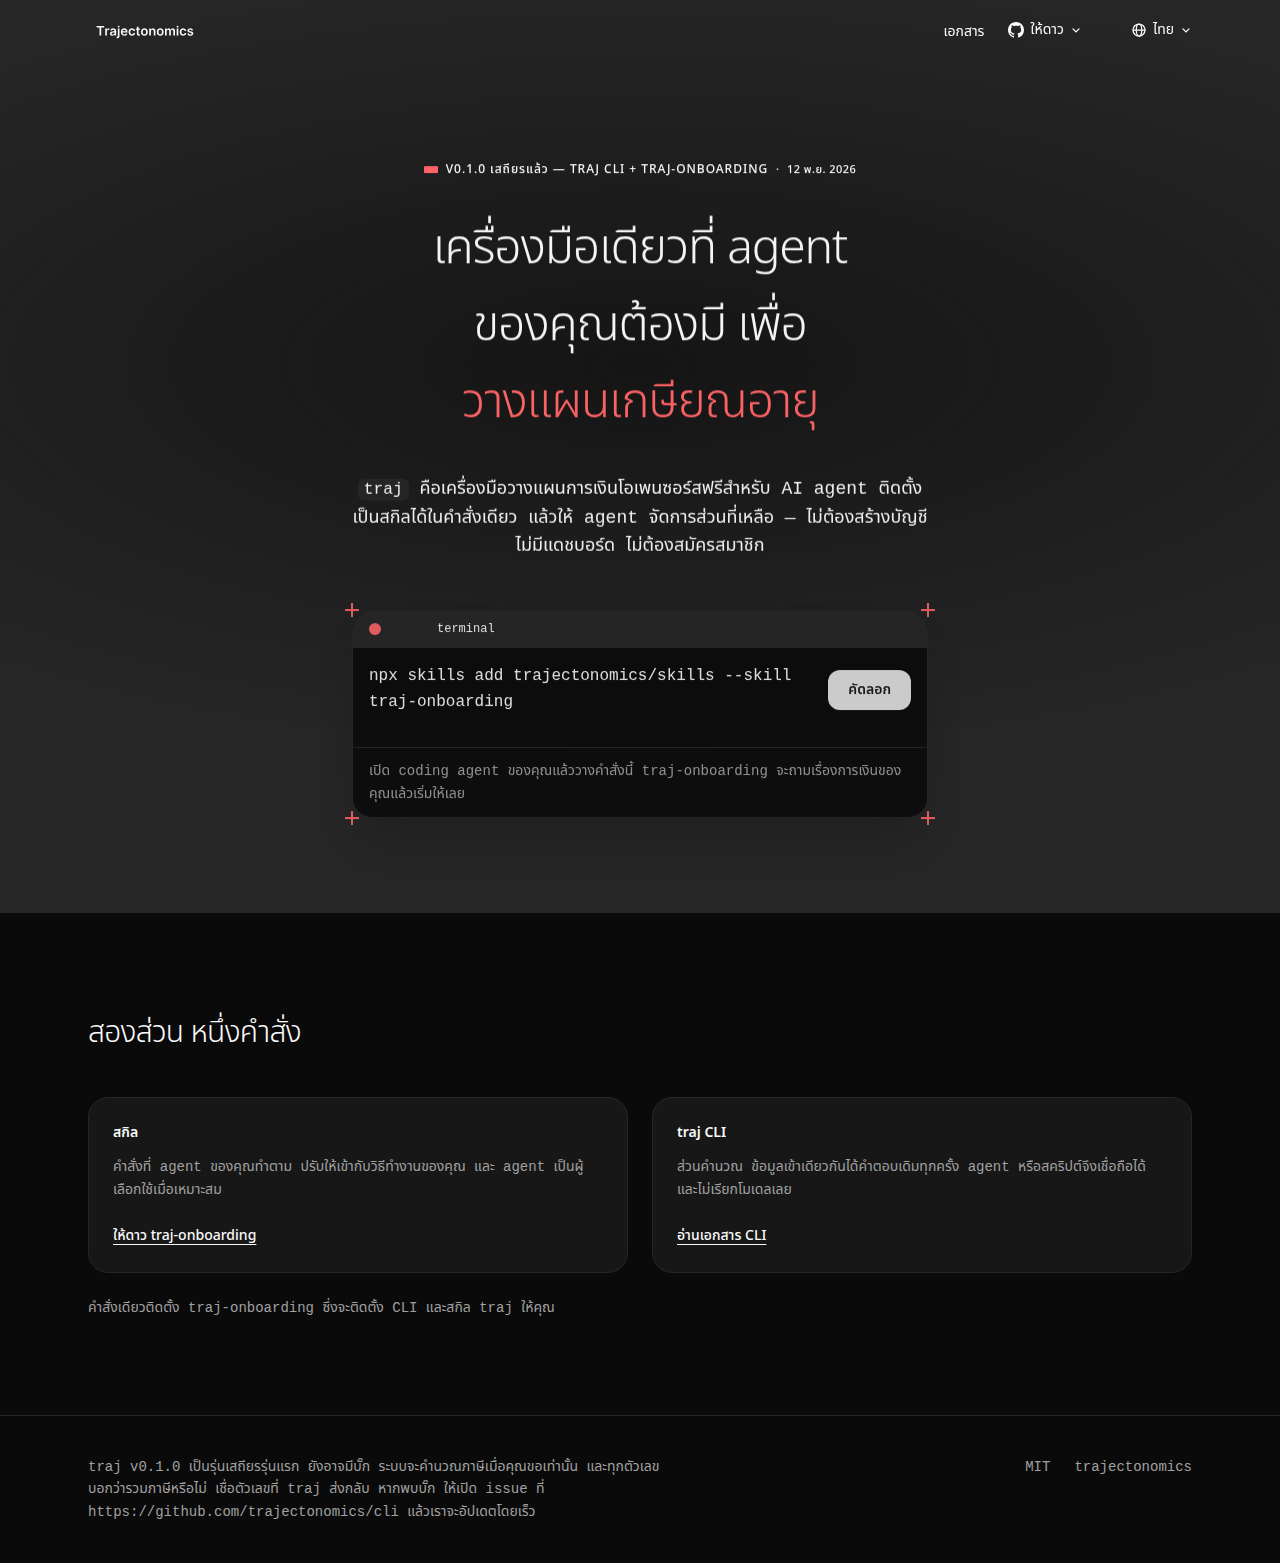 Trajectonomics
เอกสาร
ให้ดาว
ไทย
V0.1.0 เสถียรแล้ว — TRAJ CLI + TRAJ-ONBOARDING · 12 พ.ย. 2026
เครื่องมือเดียวที่ agent
ของคุณต้องมี เพื่อ
วางแผนเกษียณอายุ
traj คือเครื่องมือวางแผนการเงินโอเพนซอร์สฟรีสำหรับ AI agent ติดตั้ง
เป็นสกิลได้ในคำสั่งเดียว แล้วให้ agent จัดการส่วนที่เหลือ — ไม่ต้องสร้างบัญชี
ไม่มีแดชบอร์ด ไม่ต้องสมัครสมาชิก
terminal
npx skills add trajectonomics/skills --skill
traj-onboarding
คัดลอก
เปิด coding agent ของคุณแล้ววางคำสั่งนี้ traj-onboarding จะถามเรื่องการเงินของ
คุณแล้วเริ่มให้เลย
สองส่วน หนึ่งคำสั่ง
สกิล
คำสั่งที่ agent ของคุณทำตาม ปรับให้เข้ากับวิธีทำงานของคุณ และ agent เป็นผู้
เลือกใช้เมื่อเหมาะสม
ให้ดาว traj-onboarding
traj CLI
ส่วนคำนวณ ข้อมูลเข้าเดียวกันได้คำตอบเดิมทุกครั้ง agent หรือสคริปต์จึงเชื่อถือได้
และไม่เรียกโมเดลเลย
อ่านเอกสาร CLI
คำสั่งเดียวติดตั้ง traj-onboarding ซึ่งจะติดตั้ง CLI และสกิล traj ให้คุณ
traj v0.1.0 เป็นรุ่นเสถียรรุ่นแรก ยังอาจมีบั๊ก ระบบจะคำนวณภาษีเมื่อคุณขอเท่านั้น และทุกตัวเลข
บอกว่ารวมภาษีหรือไม่ เชื่อตัวเลขที่ traj ส่งกลับ หากพบบั๊ก ให้เปิด issue ที่
https://github.com/trajectonomics/cli แล้วเราจะอัปเดตโดยเร็ว
MIT
trajectonomics